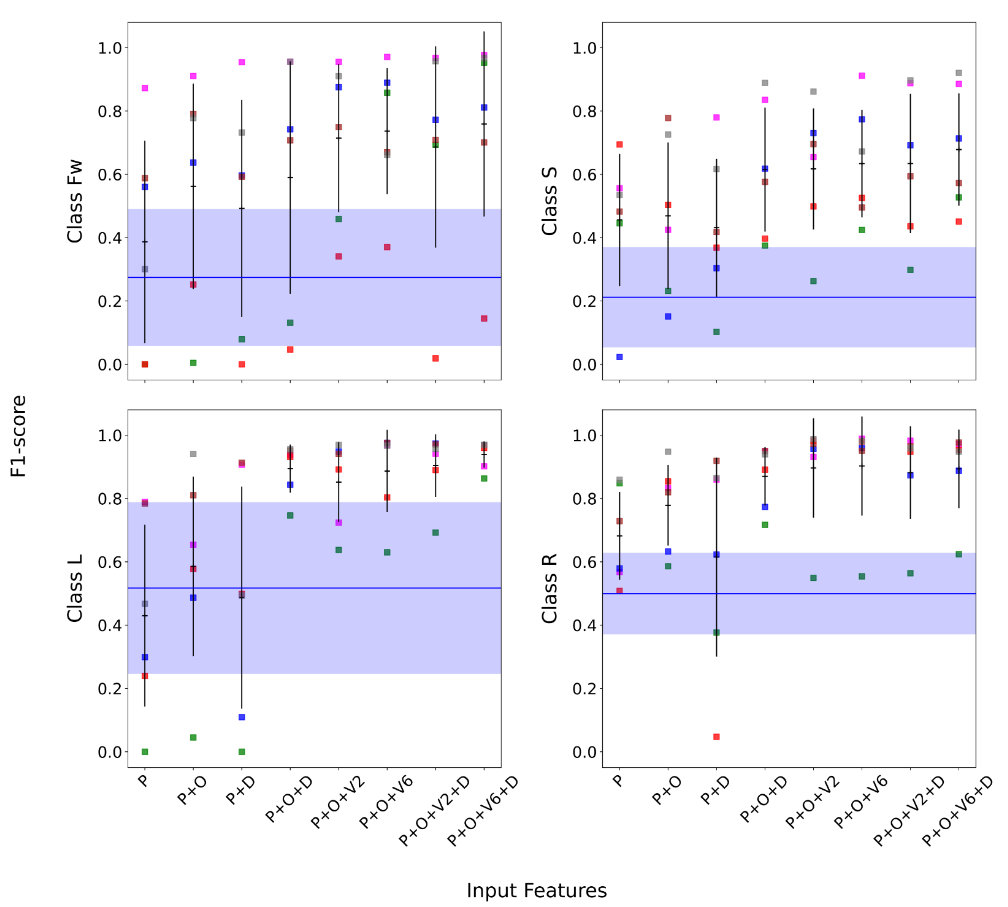 F1-score
Class Fw
1.0
0.8
0.6
0.4
0.2
0.0
Class S
1.0
0.8
0.6
0.4
0.2
0.0
Class L
1.0
0.8
0.6
0.4
0.2
0.0
P
P+O
P+D
P+O+D
P+O+V2
P+O+V6
P+O+V2+D
P+O+V6+D
Class R
1.0
0.8
0.6
0.4
0.2
0.0
P
P+O
P+D
P+O+D
P+O+V2
P+O+V6
P+O+V2+D
P+O+V6+D
Input Features